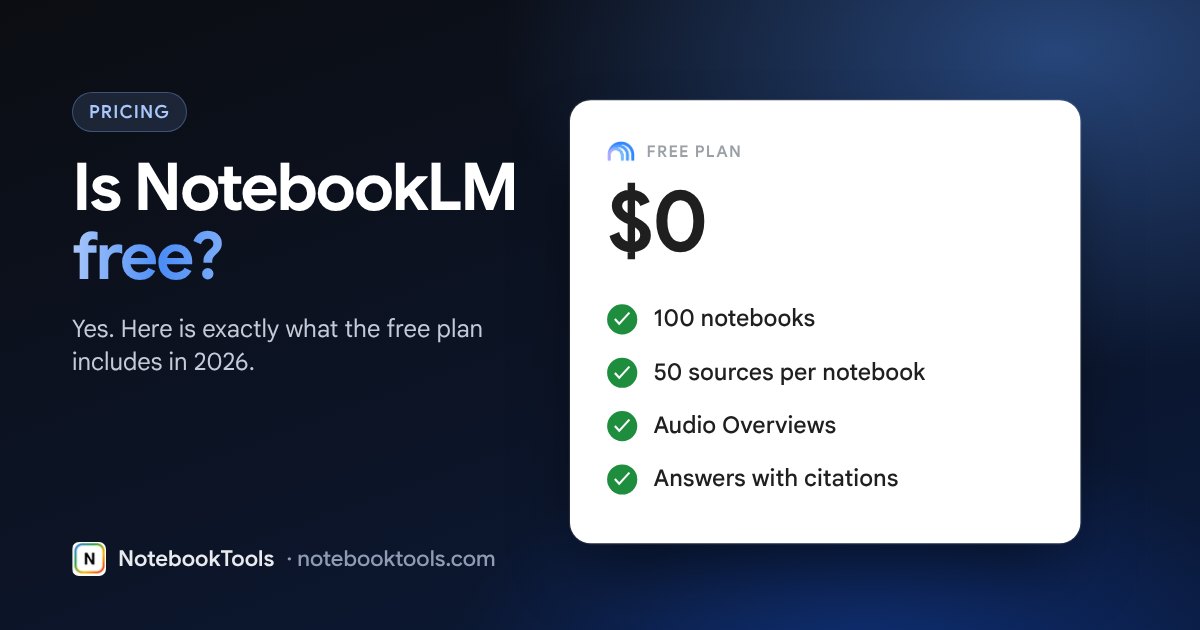 PRICING
Is NotebookLM
free?
Yes. Here is exactly what the free plan
includes in 2026.
N NotebookTools · notebooktools.com
FREE PLAN
$0
100 notebooks
50 sources per notebook
Audio Overviews
Answers with citations